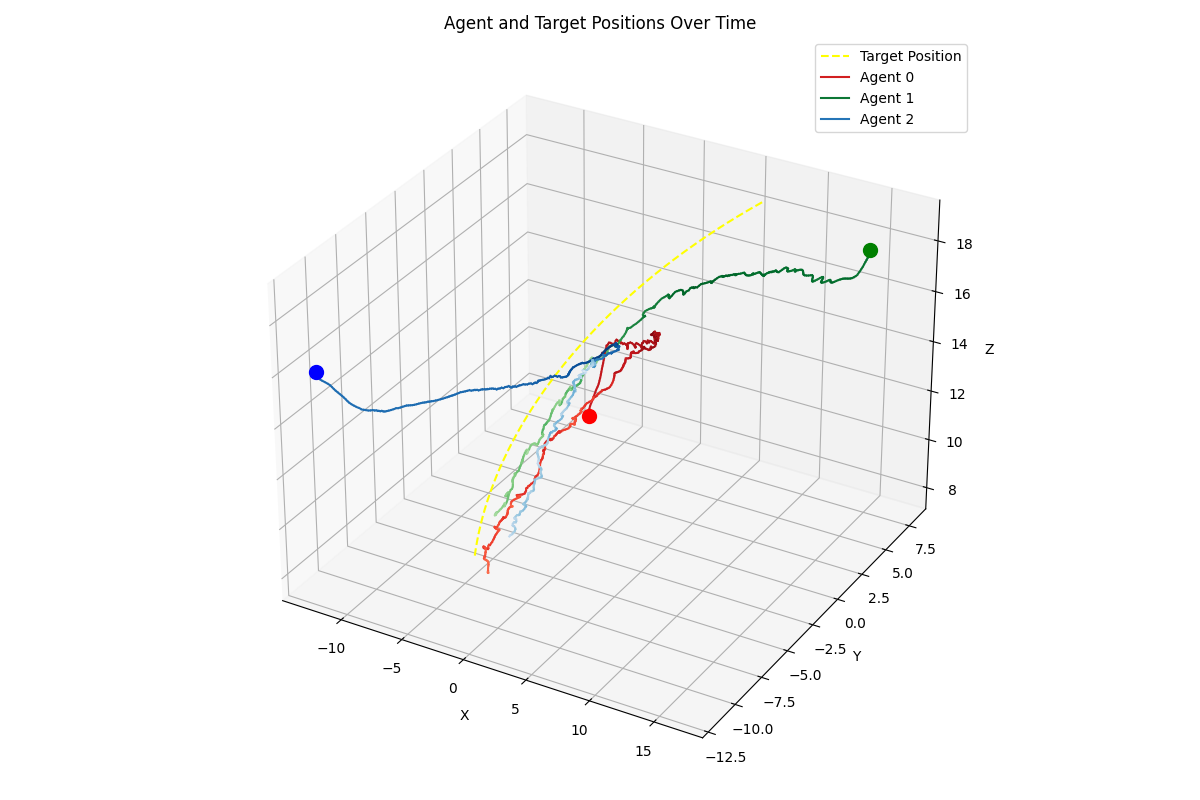 Agent and Target Positions Over Time
Target Position
Agent 0
Agent 1
Agent 2
18
16
14
12
10
8
Z
7.5
5.0
2.5
0.0
−2.5
−5.0
−7.5
−10.0
−12.5
Y
−10
−5
0
5
10
15
X